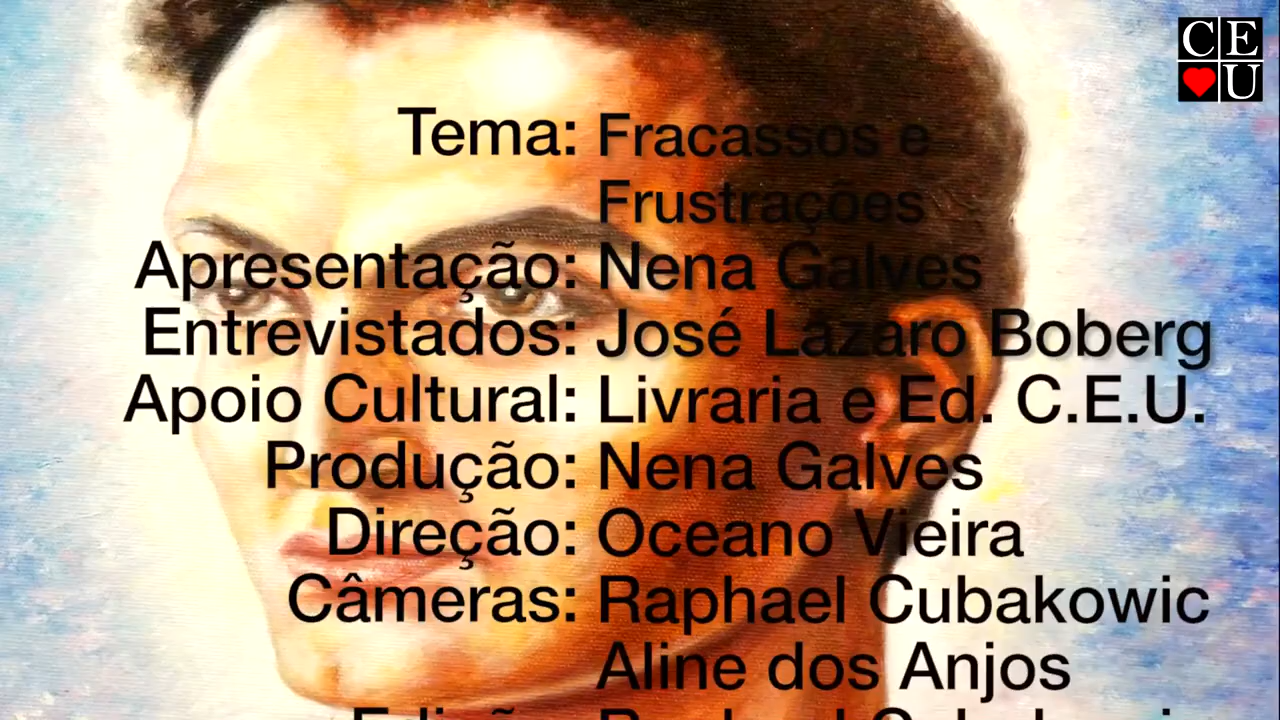 CE
U
Tema: Fracassos e
Frustrações
Apresentação: Nena Galves
Entrevistados: José Lazaro Boberg
Apoio Cultural: Livraria e Ed. C.E.U.
Produção: Nena Galves
Direção: Oceano Vieira
Câmeras: Raphael Cubakowic
Aline dos Anjos